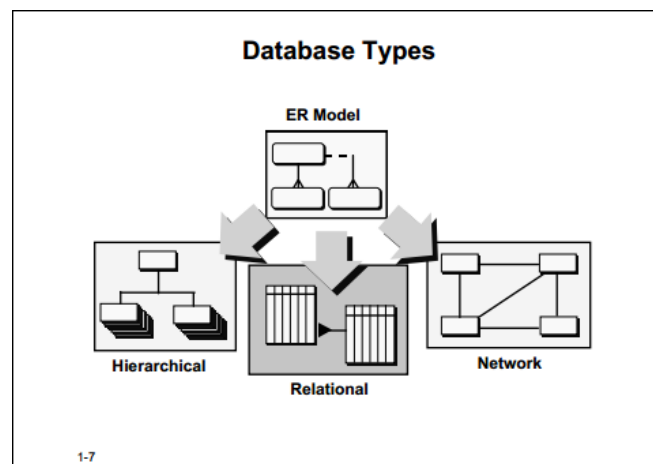 Database Types
ER Model
Hierarchical
Relational
Network
1-7